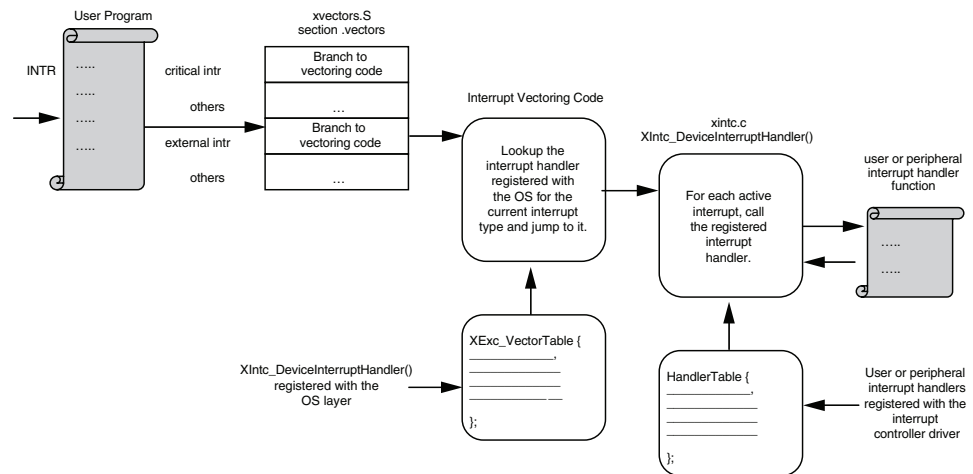 User Program
xvectors.S
section .vectors
INTR
.....
.....
.....
.....
critical intr
others
external intr
others
Branch to
vectoring code
...
Branch to
vectoring code
...
Interrupt Vectoring Code
Lookup the
interrupt handler
registered with
the OS for the
current interrupt
type and jump to it.
xintc.c
XIntc_DeviceInterruptHandler()
For each active
interrupt, call
the registered
interrupt
handler.
user or peripheral
interrupt handler
function
.....
.....
XIntc_DeviceInterruptHandler()
registered with the
OS layer
XExc_VectorTable {
,
};
HandlerTable {
,
};
User or peripheral
interrupt handlers
registered with the
interrupt
controller driver